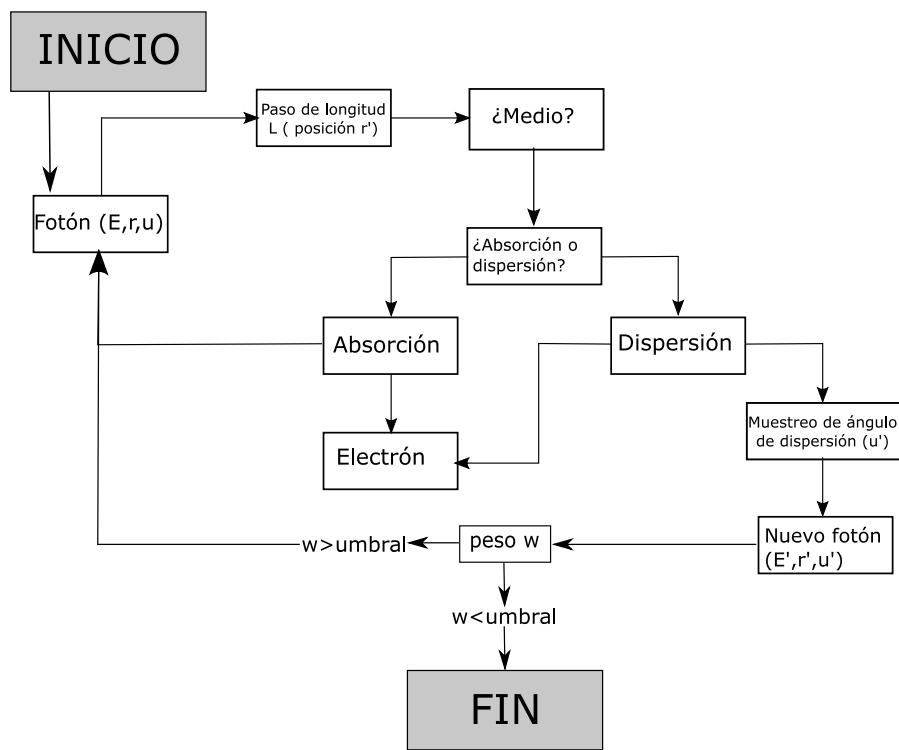 INICIO
Paso de longitud
L ( posición r')
¿Medio?
Fotón (E,r,u)
¿Absorción o
dispersión?
Absorción
Dispersión
Electrón
Muestreo de ángulo
de dispersión (u')
Nuevo fotón
(E',r',u')
peso w
w>umbral
w<umbral
FIN